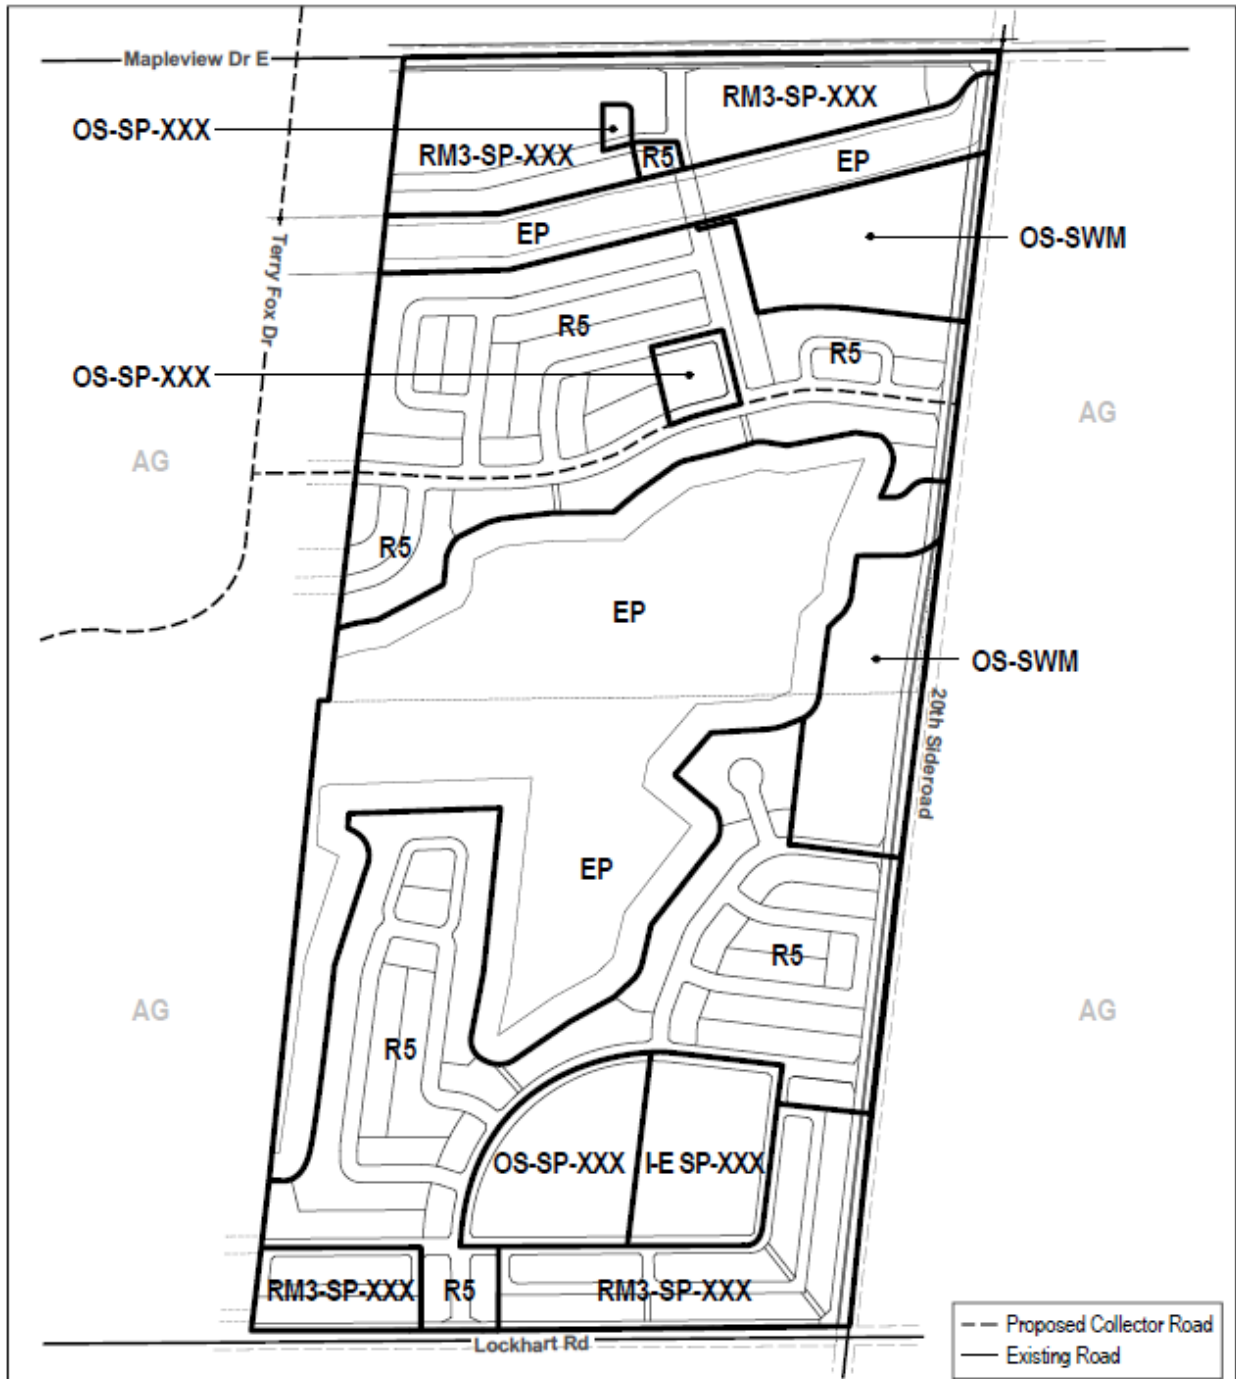 Mapleview Dr E
RM3-SP-XXX
OS-SP-XXX
RM3-SP-XXX
R5
EP
EP
OS-SWM
Terry Fox Dr
R5
R5
OS-SP-XXX
AG
AG
R5
EP
OS-SWM
20th Sideroad
EP
R5
AG
AG
R5
OS-SP-XXX
I-E SP-XXX
RM3-SP-XXX
R5
RM3-SP-XXX
Lockhart Rd
Proposed Collector Road
Existing Road